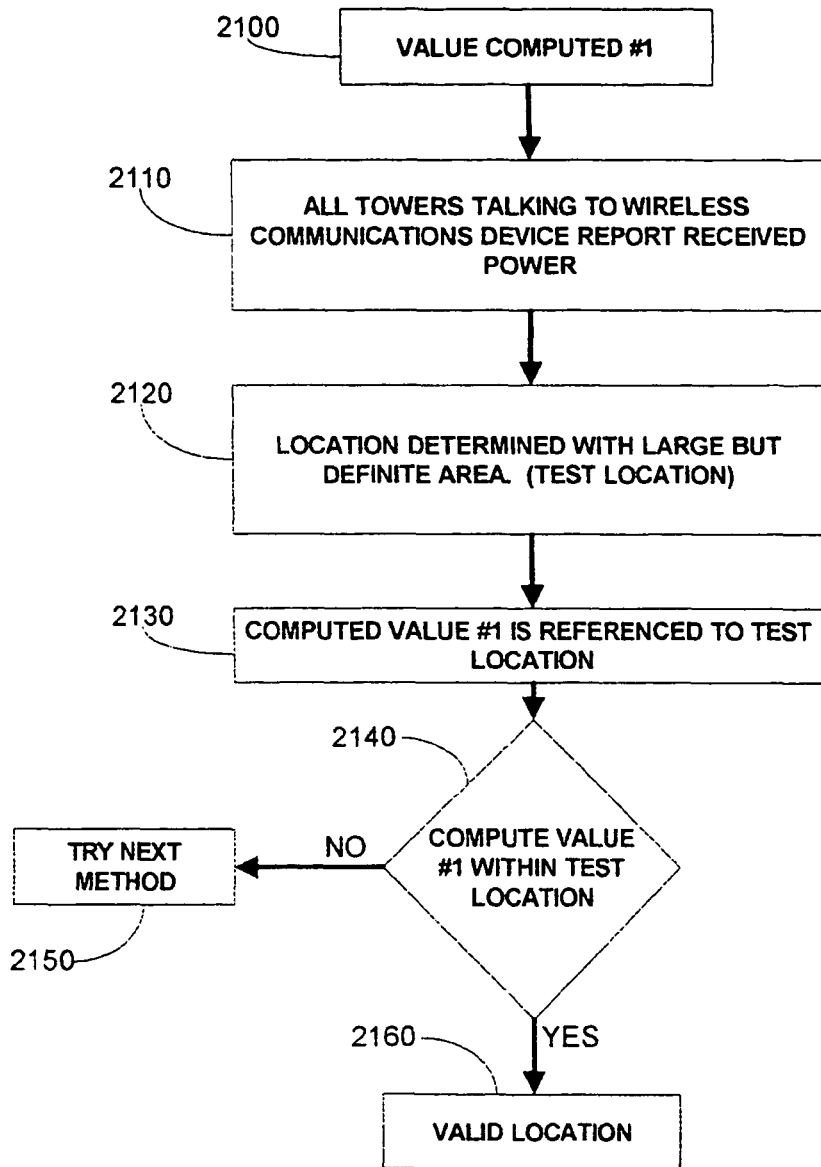 2100
VALUE COMPUTED #1
2110
ALL TOWERS TALKING TO WIRELESS
COMMUNICATIONS DEVICE REPORT RECEIVED
POWER
2120
LOCATION DETERMINED WITH LARGE BUT
DEFINITE AREA. (TEST LOCATION)
2130
COMPUTED VALUE #1 IS REFERENCED TO TEST
LOCATION
2140
COMPUTE VALUE
#1 WITHIN TEST
LOCATION
NO
TRY NEXT
METHOD
2150
YES
2160
VALID LOCATION